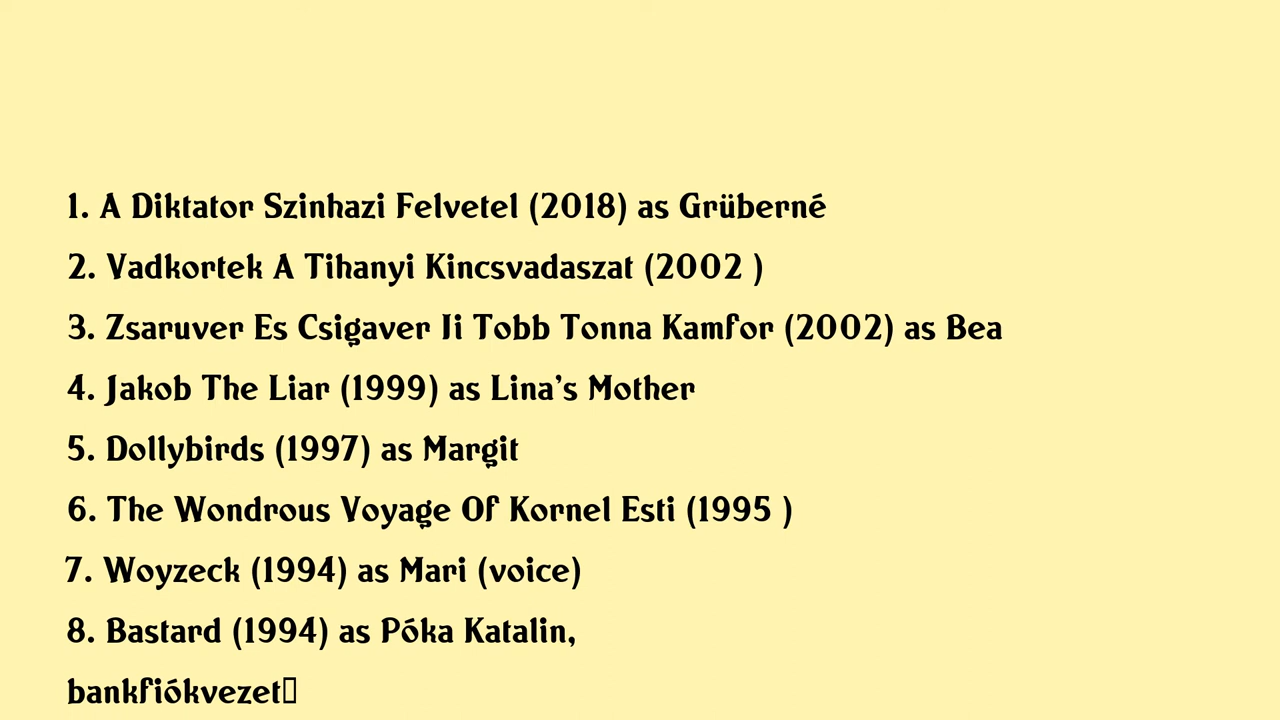 1. A Diktator Szinhazi Felvetel (2018) as Grüberné
2. Vadkortek A Tihanyi Kincsvadaszat (2002 )
3. Zsaruver Es Csigaver Ii Tobb Tonna Kamfor (2002) as Bea
4. Jakob The Liar (1999) as Lina's Mother
5. Dollybirds (1997) as Margit
6. The Wondrous Voyage Of Kornel Esti (1995 )
7. Woyzeck (1994) as Mari (voice)
8. Bastard (1994) as Póka Katalin,
bankfiókvezet▯